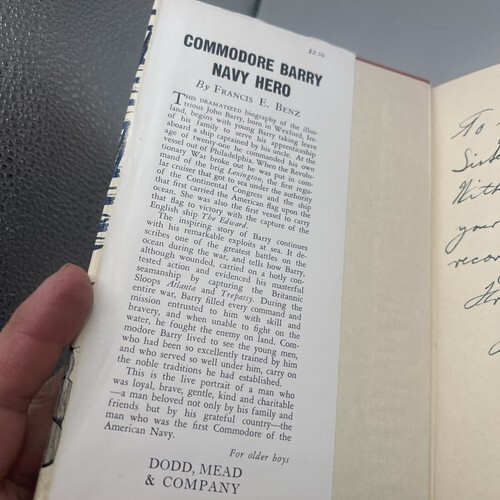 $2.50
COMMODORE BARRY
NAVY HERO
By FRANCIS E. BENZ
THIS DRAMATIZED biography of the illus-
trious John Barry, born in Wexford, Ire-
land, begins with young Barry taking leave
of his family to serve his apprenticeship
aboard a ship captained by his uncle. At the
age of twenty-one he commanded his own
vessel out of Philadelphia. When the Revolu-
tionary War broke out he was put in com-
mand of the brig Lexington, the first regu-
lar cruiser that got to sea under the authority
of the Continental Congress and the ship
that first carried the American flag upon the
ocean. She was also the first vessel to carry
that flag to victory with the capture of the
English ship The Edward.
The inspiring story of Barry continues
with his remarkable exploits at sea. It de-
scribes one of the greatest battles on the
ocean during the war, and tells how Barry,
although wounded, carried on a hotly con-
tested action and evidenced his masterful
seamanship by capturing the Britannic
Sloops Atlanta and Trepassy. During the
entire war, Barry filled every command and
mission entrusted to him with skill and
bravery, and when unable to fight on the
water, he fought the enemy on land. Com-
modore Barry lived to see the young men,
who had been so excellently trained by him
and who served so well under him, carry on
the noble traditions he had established.
This is the live portrait of a man who
was loyal, brave, gentle, kind and charitable
—a man beloved not only by his family and
friends but by his grateful country—the
man who was the first Commodore of the
American Navy.
For older boys
DODD, MEAD
& COMPANY
To
With
your